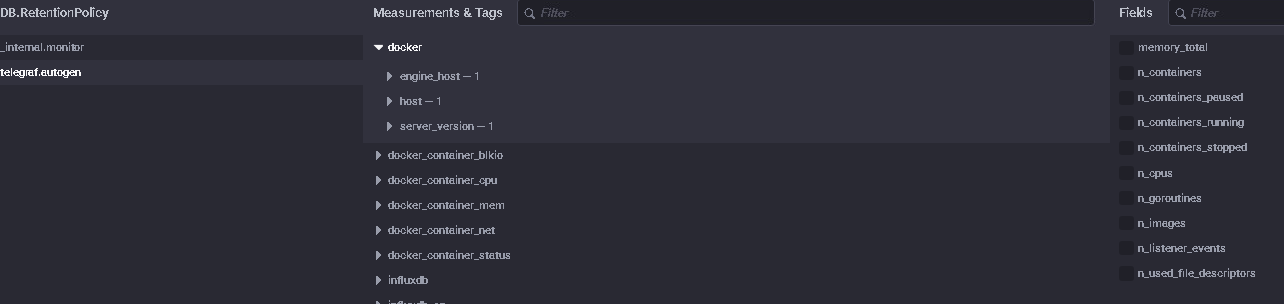 DB.RetentionPolicy
_internal.monitor
telegraf.autogen
Measurements & Tags
Filter
docker
engine_host — 1
host — 1
server_version — 1
docker_container_blkio
docker_container_cpu
docker_container_mem
docker_container_net
docker_container_status
influxdb
Fields
Filter
memory_total
n_containers
n_containers_paused
n_containers_running
n_containers_stopped
n_cpus
n_goroutines
n_images
n_listener_events
n_used_file_descriptors